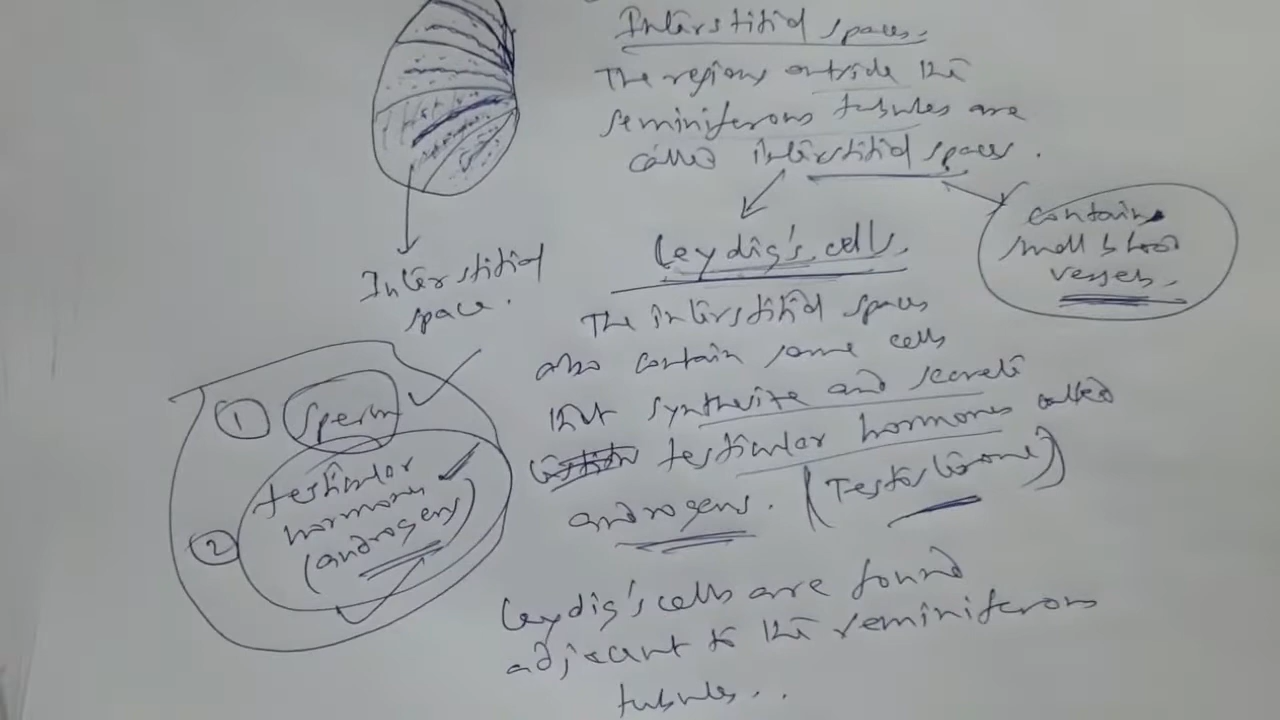 Interstitial spaces.
The regions outside the
seminiferous tubules are
called interstitial spaces.
contains
small blood
vessels.
Leydig's cells.
Interstitial
space.
The interstitial spaces
also contain some cells
that synthesize and secrete
testicular hormones called
androgens. (Testosterone)
① Sperm
② testicular
hormones
(androgens)
Leydig's cells are found
adjacent to the seminiferous
tubules..